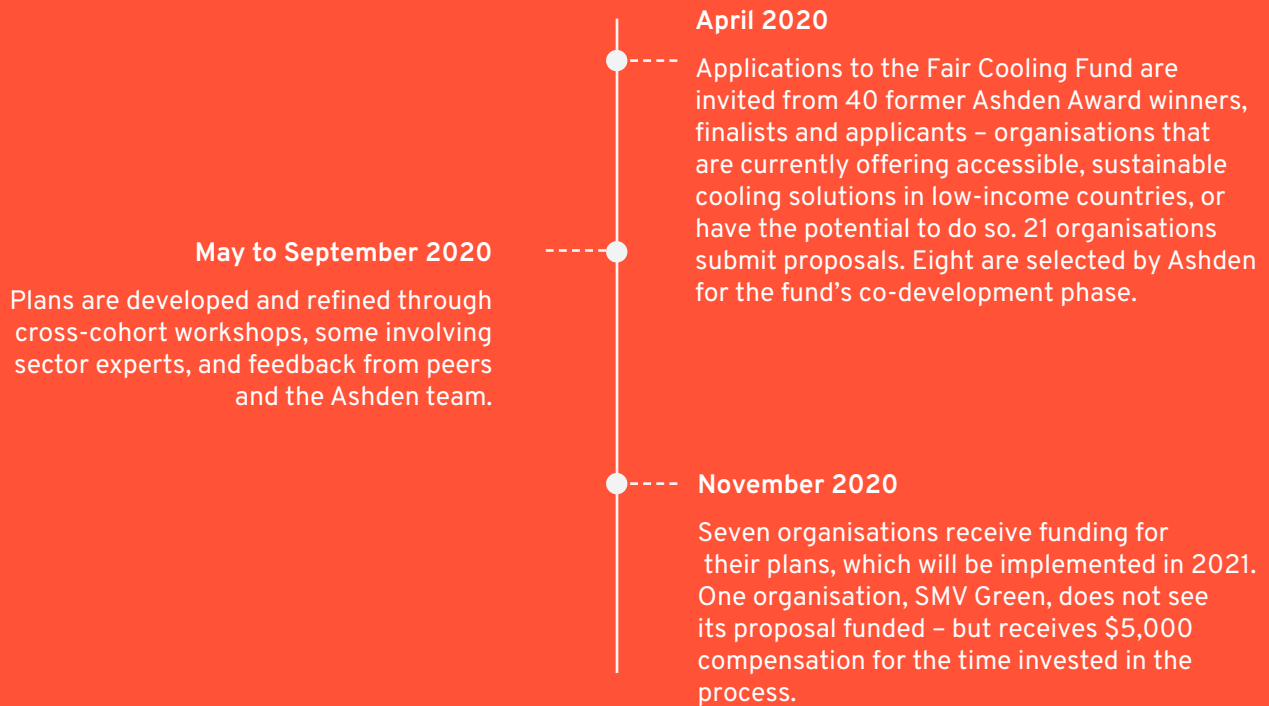 April 2020
Applications to the Fair Cooling Fund are
invited from 40 former Ashden Award winners,
finalists and applicants – organisations that
are currently offering accessible, sustainable
cooling solutions in low-income countries, or
have the potential to do so. 21 organisations
submit proposals. Eight are selected by Ashden
for the fund's co-development phase.
May to September 2020
Plans are developed and refined through
cross-cohort workshops, some involving
sector experts, and feedback from peers
and the Ashden team.
November 2020
Seven organisations receive funding for
their plans, which will be implemented in 2021.
One organisation, SMV Green, does not see
its proposal funded – but receives $5,000
compensation for the time invested in the
process.